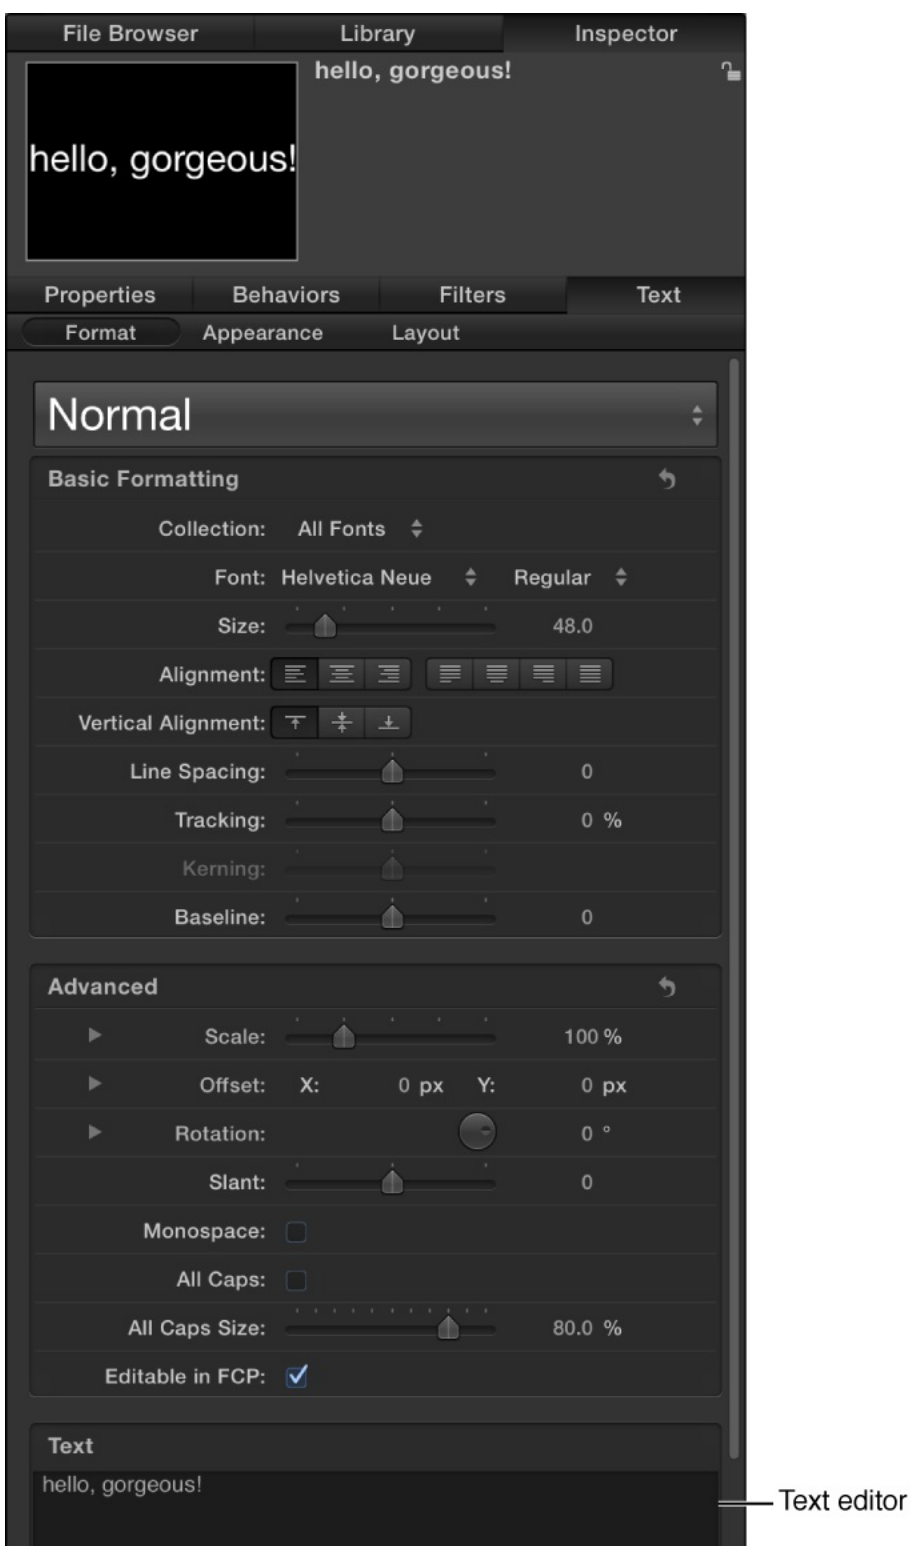 File Browser Library Inspector
hello, gorgeous!
hello, gorgeous!
Properties Behaviors Filters Text
Format Appearance Layout
Normal
Basic Formatting
Collection: All Fonts
Font: Helvetica Neue Regular
Size: 48.0
Alignment:
Vertical Alignment:
Line Spacing: 0
Tracking: 0 %
Kerning:
Baseline: 0
Advanced
Scale: 100 %
Offset: X: 0 px Y: 0 px
Rotation: 0 °
Slant: 0
Monospace:
All Caps:
All Caps Size: 80.0 %
Editable in FCP:
Text
hello, gorgeous!
Text editor